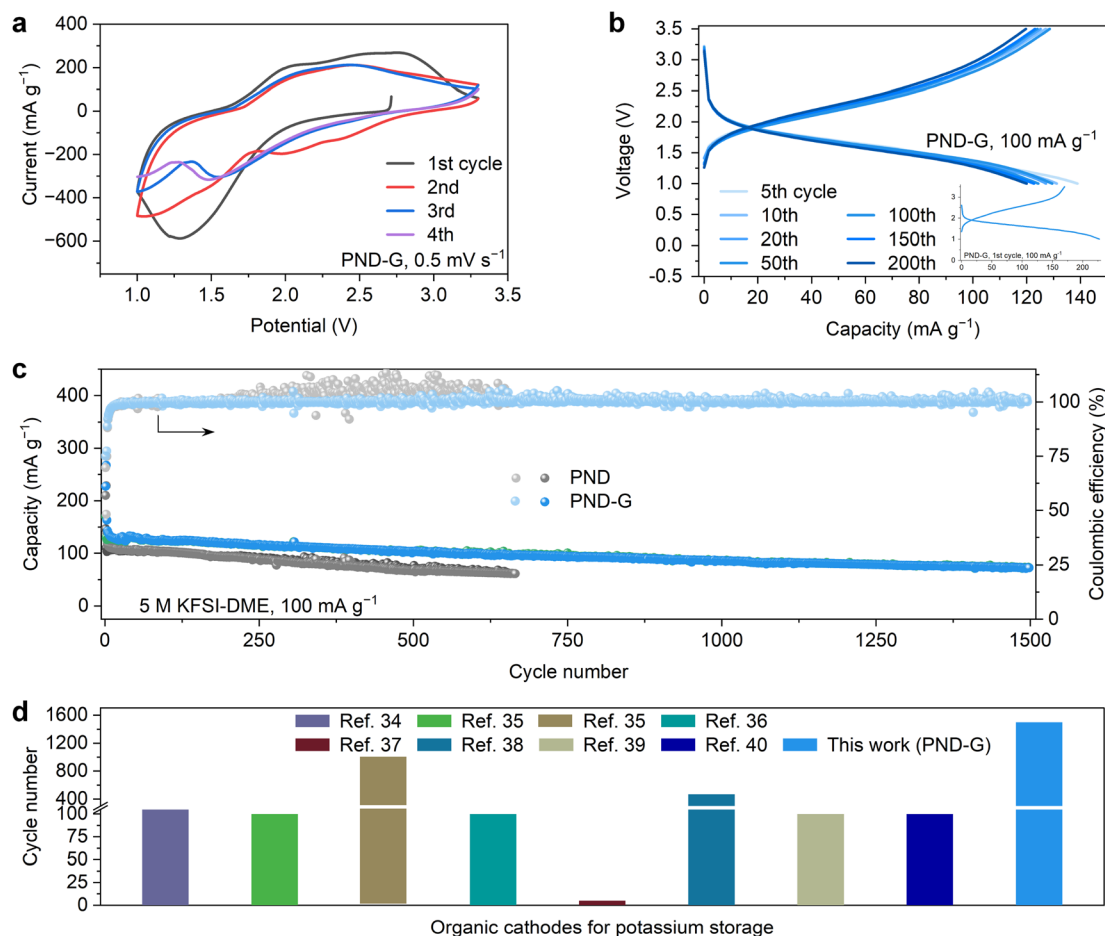 a
400
200
0
−200
−400
−600
Current (mA g⁻¹)
1st cycle
2nd
3rd
4th
PND-G, 0.5 mV s⁻¹
1.0 1.5 2.0 2.5 3.0 3.5
Potential (V)
b
3.5
3.0
2.0
1.0
0.0
-0.5
Voltage (V)
PND-G, 100 mA g⁻¹
5th cycle
10th
20th
50th
100th
150th
200th
3
2
1
0
PND-G, 1st cycle, 100 mA g⁻¹
0 50 100 150 200
0 20 40 60 80 100 120 140
Capacity (mA g⁻¹)
c
400
300
200
100
0
Capacity (mA g⁻¹)
100
75
50
25
0
Coulombic efficiency (%)
PND
PND-G
5 M KFSI-DME, 100 mA g⁻¹
0 250 500 750 1000 1250 1500
Cycle number
d
1600
1200
800
400
100
75
50
25
0
Cycle number
Ref. 34 Ref. 35 Ref. 35 Ref. 36
Ref. 37 Ref. 38 Ref. 39 Ref. 40 This work (PND-G)
Organic cathodes for potassium storage